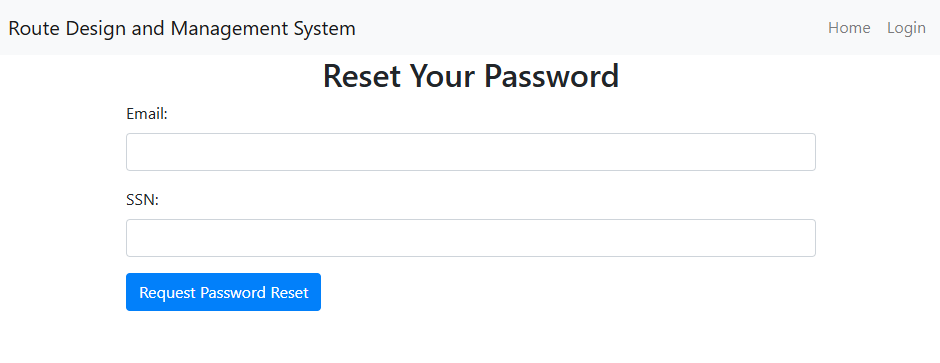 Route Design and Management System
Home
Login
Reset Your Password
Email:
SSN:
Request Password Reset